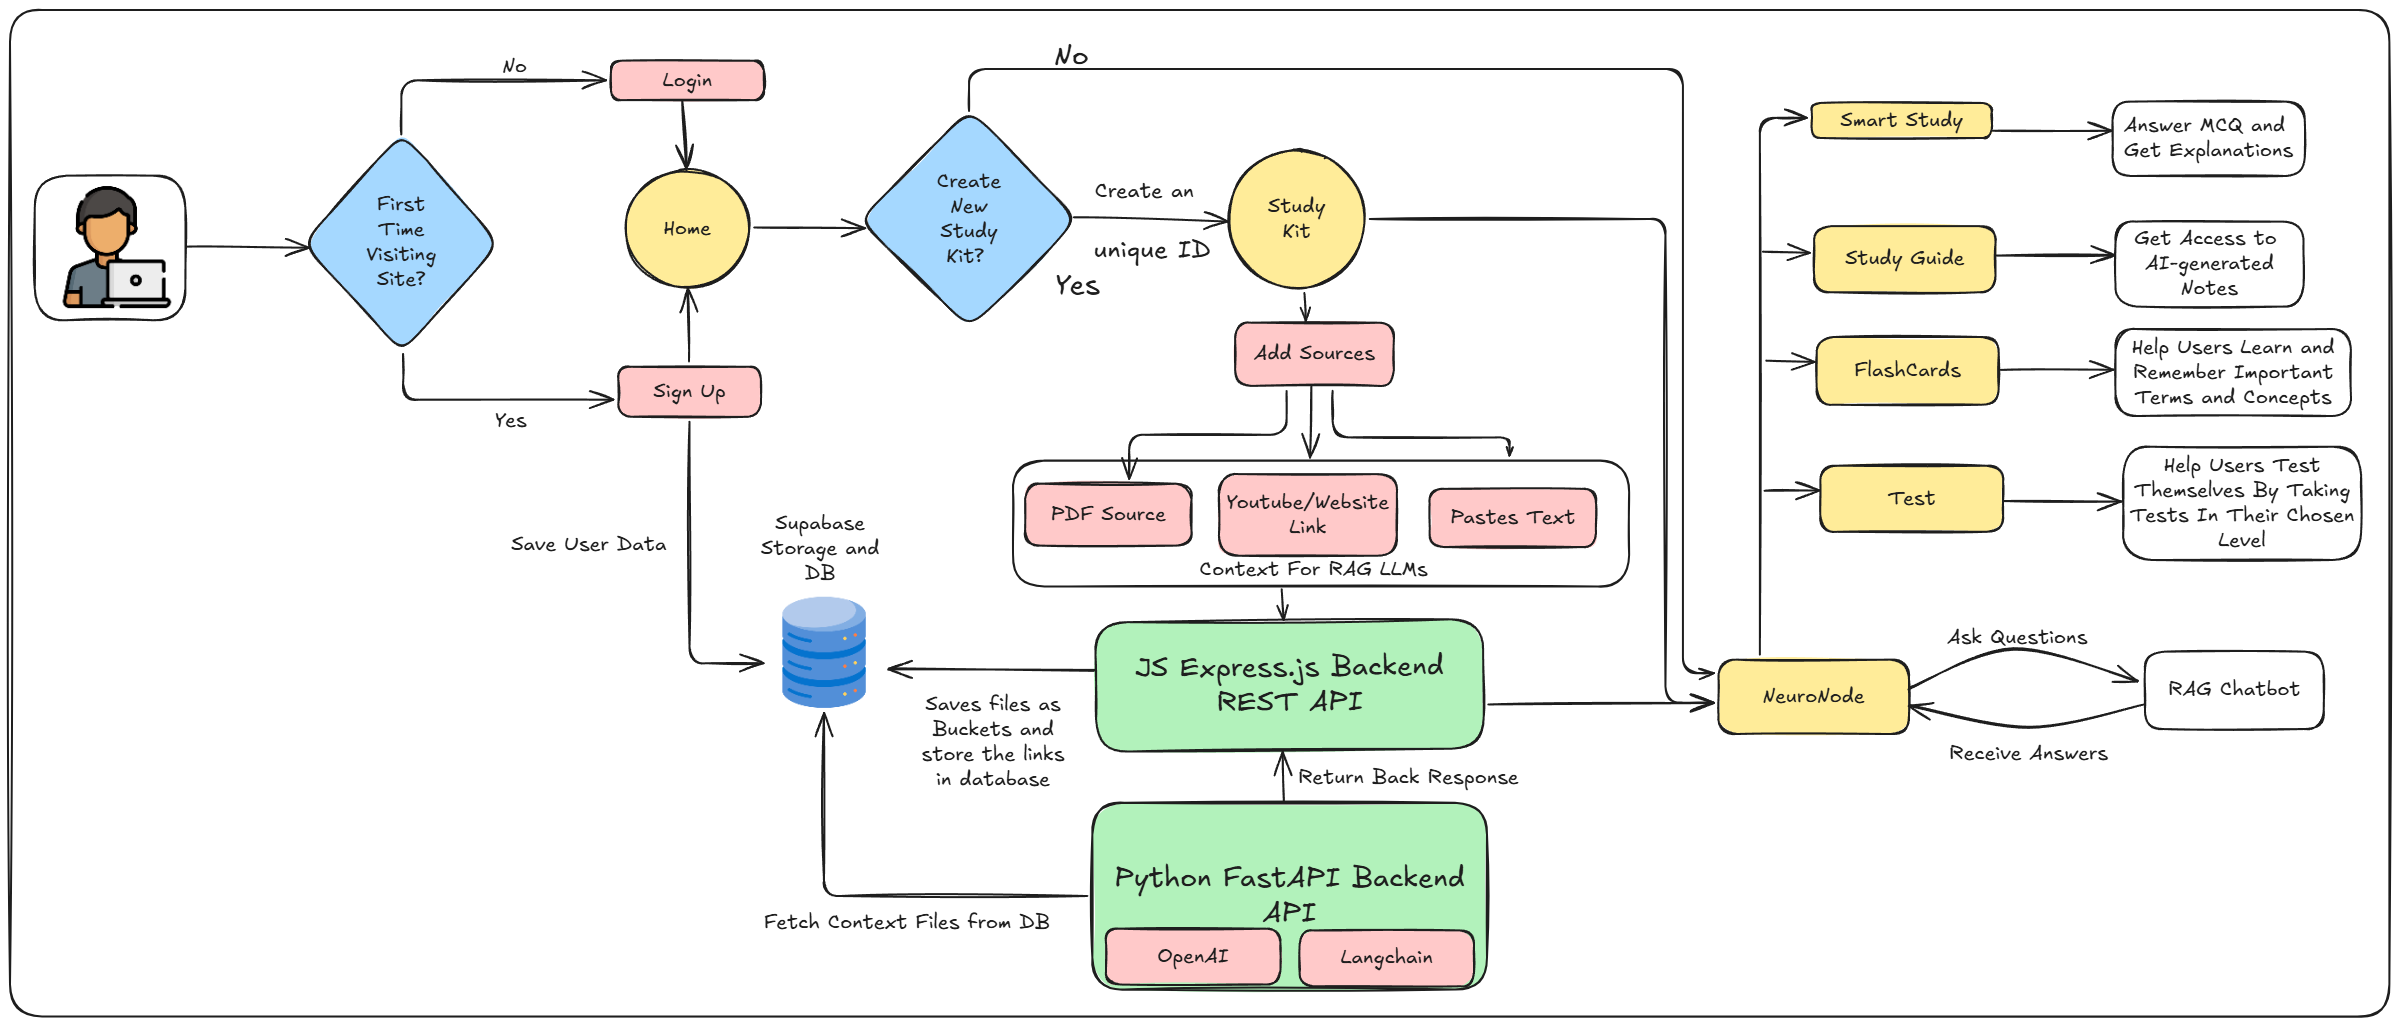 No
Login
First
Time
Visiting
Site?
Home
Yes
Sign Up
Save User Data
Supabase
Storage and
DB
No
Create
New
Study
Kit?
Create an
unique ID
Yes
Study
Kit
Add Sources
PDF Source
Youtube/Website
Link
Pastes Text
Context For RAG LLMs
JS Express.js Backend
REST API
Saves files as
Buckets and
store the links
in database
Return Back Response
Python FastAPI Backend
API
OpenAI
Langchain
Fetch Context Files from DB
Smart Study
Answer MCQ and
Get Explanations
Study Guide
Get Access to
AI-generated
Notes
FlashCards
Help Users Learn and
Remember Important
Terms and Concepts
Test
Help Users Test
Themselves By Taking
Tests In Their Chosen
Level
NeuroNode
Ask Questions
RAG Chatbot
Receive Answers